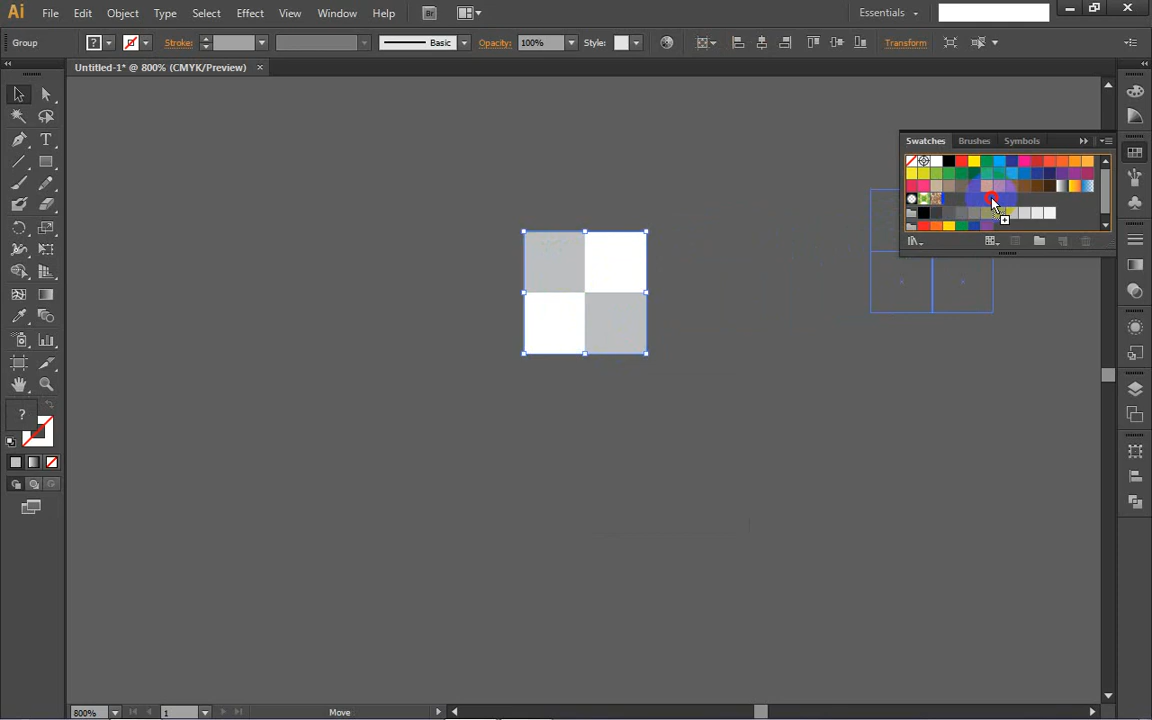 Ai File Edit Object Type Select Effect View Window Help Br Essentials
Group ? Stroke: Basic Opacity: 100% Style: Transform
Untitled-1* @ 800% (CMYK/Preview) ×
Swatches Brushes Symbols
T
?
800% 1 Move